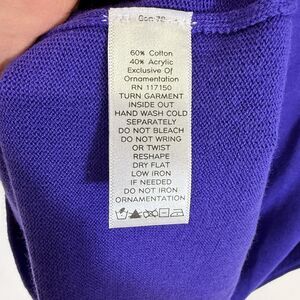 60% Cotton
40% Acrylic
Exclusive Of
Ornamentation
RN 117150
TURN GARMENT
INSIDE OUT
HAND WASH COLD
SEPARATELY
DO NOT BLEACH
DO NOT WRING
OR TWIST
RESHAPE
DRY FLAT
LOW IRON
IF NEEDED
DO NOT IRON
ORNAMENTATION